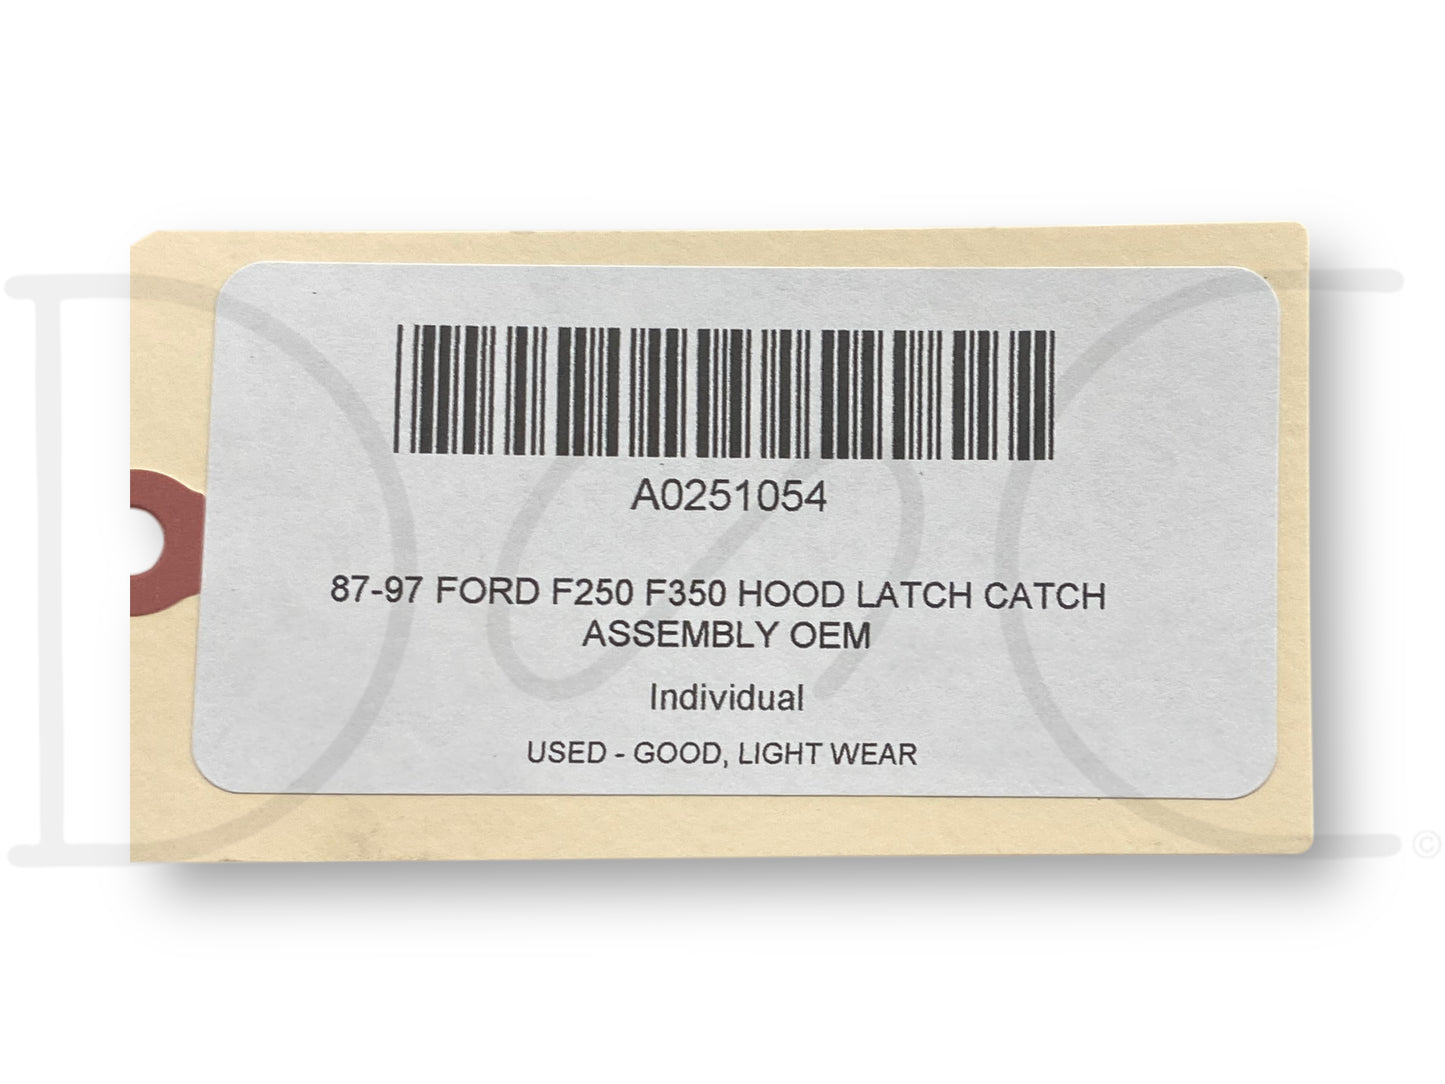 A0251054
87-97 FORD F250 F350 HOOD LATCH CATCH
ASSEMBLY OEM
Individual
USED - GOOD, LIGHT WEAR
©